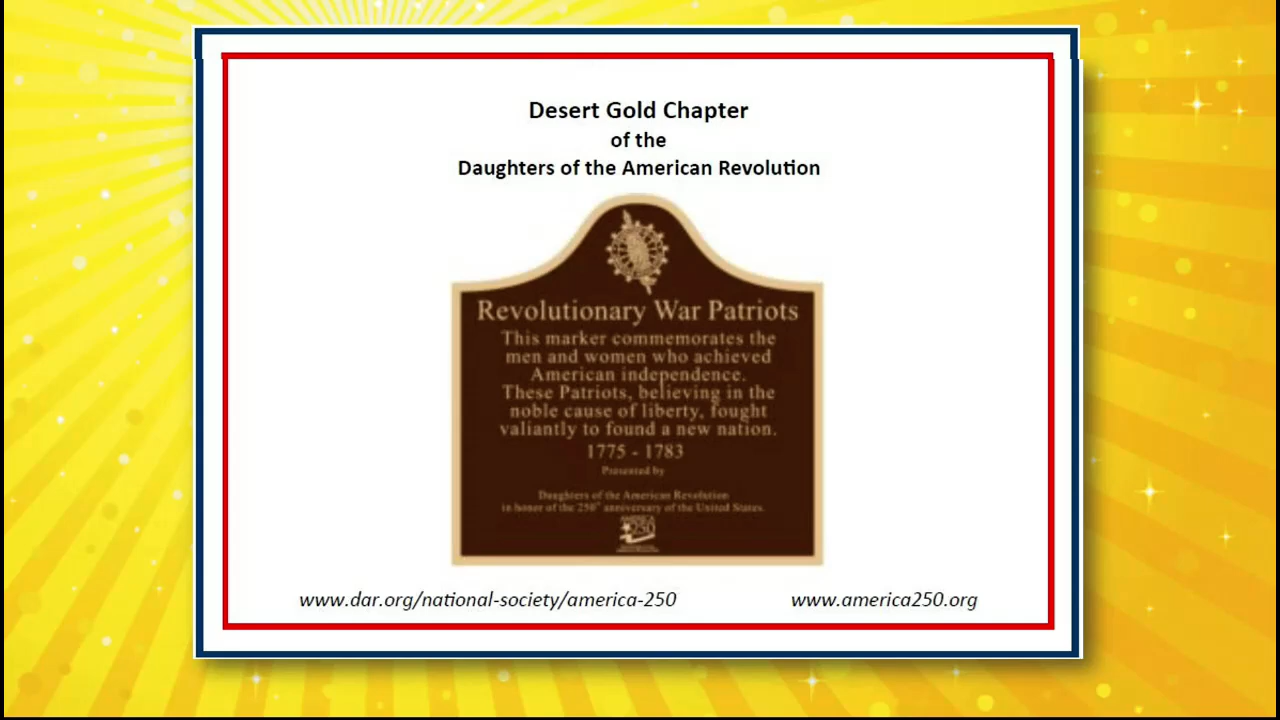 Desert Gold Chapter
of the
Daughters of the American Revolution
Revolutionary War Patriots
This marker commemorates the
men and women who achieved
American independence.
These Patriots, believing in the
noble cause of liberty, fought
valiantly to found a new nation.
1775 - 1783
Presented by
Daughters of the American Revolution
in honor of the 250th anniversary of the United States.
AMERICA
250
www.dar.org/national-society/america-250 www.america250.org